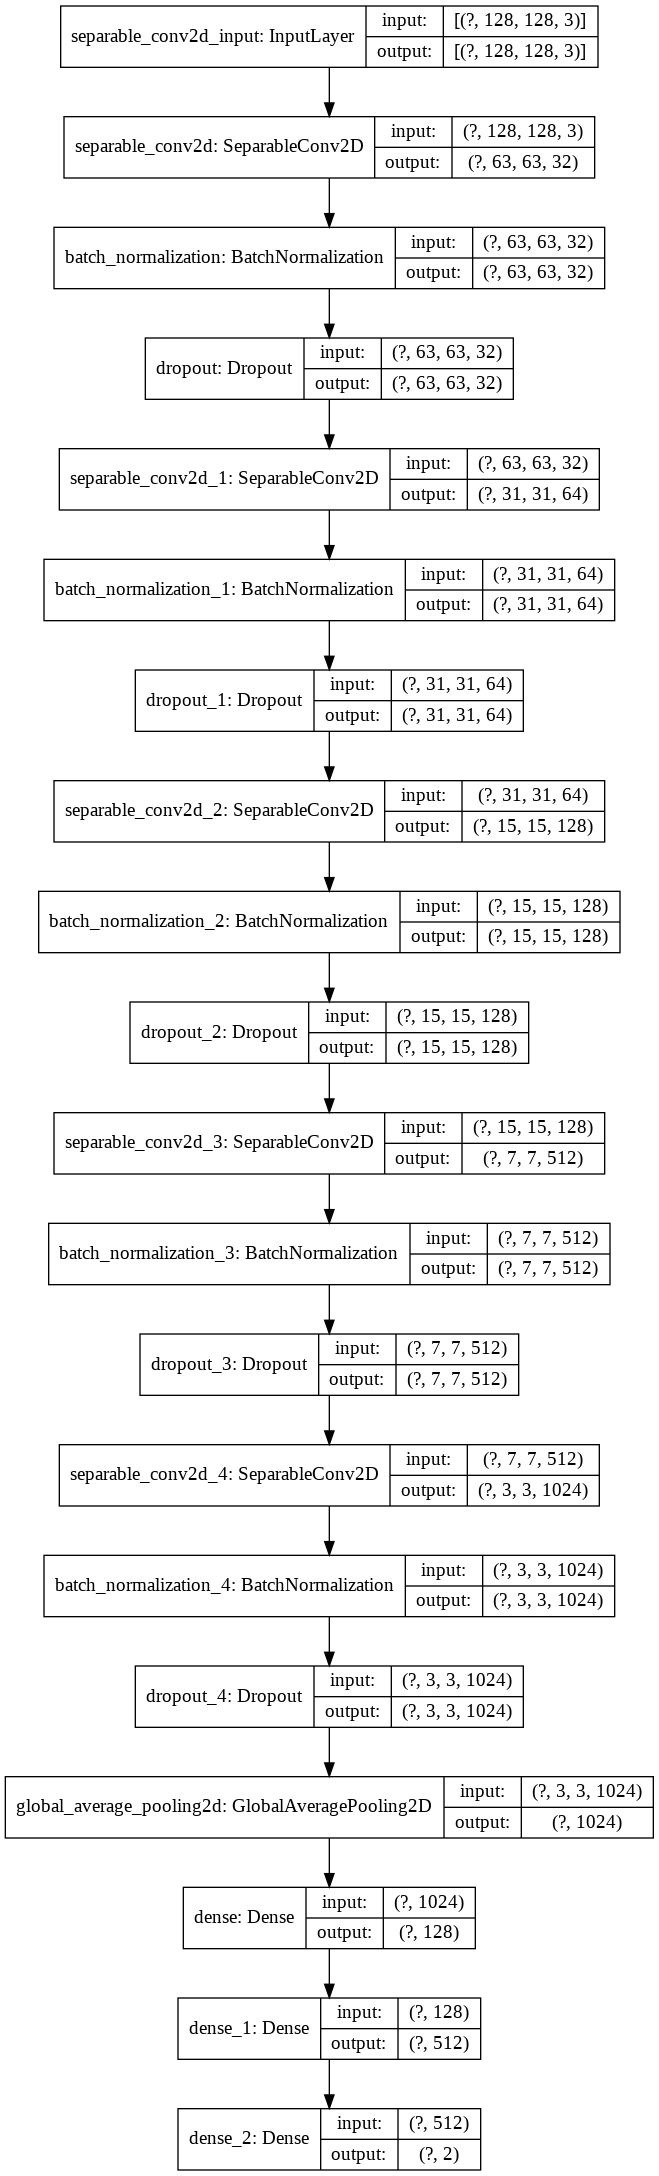 separable_conv2d_input: InputLayer
input: [(?, 128, 128, 3)]
output: [(?, 128, 128, 3)]
separable_conv2d: SeparableConv2D
input: (?, 128, 128, 3)
output: (?, 63, 63, 32)
batch_normalization: BatchNormalization
input: (?, 63, 63, 32)
output: (?, 63, 63, 32)
dropout: Dropout
input: (?, 63, 63, 32)
output: (?, 63, 63, 32)
separable_conv2d_1: SeparableConv2D
input: (?, 63, 63, 32)
output: (?, 31, 31, 64)
batch_normalization_1: BatchNormalization
input: (?, 31, 31, 64)
output: (?, 31, 31, 64)
dropout_1: Dropout
input: (?, 31, 31, 64)
output: (?, 31, 31, 64)
separable_conv2d_2: SeparableConv2D
input: (?, 31, 31, 64)
output: (?, 15, 15, 128)
batch_normalization_2: BatchNormalization
input: (?, 15, 15, 128)
output: (?, 15, 15, 128)
dropout_2: Dropout
input: (?, 15, 15, 128)
output: (?, 15, 15, 128)
separable_conv2d_3: SeparableConv2D
input: (?, 15, 15, 128)
output: (?, 7, 7, 512)
batch_normalization_3: BatchNormalization
input: (?, 7, 7, 512)
output: (?, 7, 7, 512)
dropout_3: Dropout
input: (?, 7, 7, 512)
output: (?, 7, 7, 512)
separable_conv2d_4: SeparableConv2D
input: (?, 7, 7, 512)
output: (?, 3, 3, 1024)
batch_normalization_4: BatchNormalization
input: (?, 3, 3, 1024)
output: (?, 3, 3, 1024)
dropout_4: Dropout
input: (?, 3, 3, 1024)
output: (?, 3, 3, 1024)
global_average_pooling2d: GlobalAveragePooling2D
input: (?, 3, 3, 1024)
output: (?, 1024)
dense: Dense
input: (?, 1024)
output: (?, 128)
dense_1: Dense
input: (?, 128)
output: (?, 512)
dense_2: Dense
input: (?, 512)
output: (?, 2)